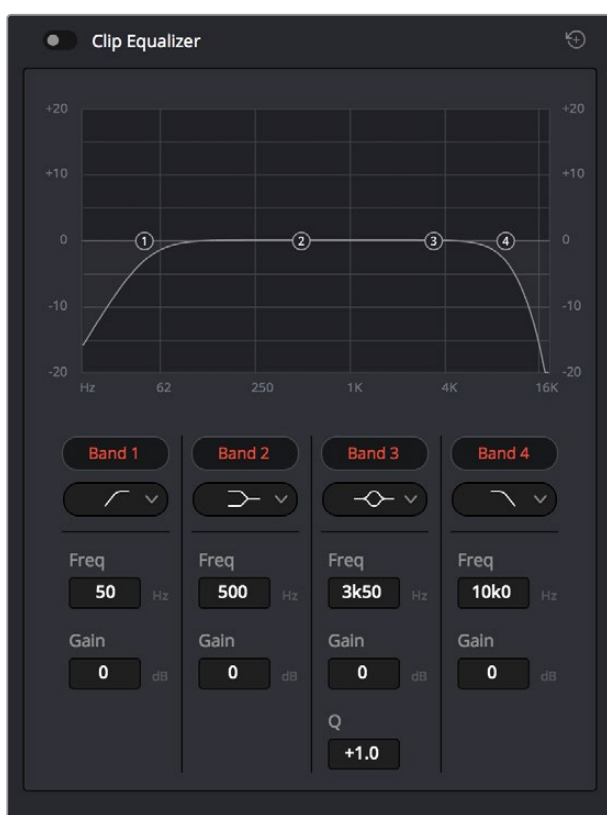 Clip Equalizer
+20 +20
+10 +10
0 1 2 3 4 0
-10 -10
-20 -20
Hz 62 250 1K 4K 16K
Band 1 Band 2 Band 3 Band 4
Freq Freq Freq Freq
50 Hz 500 Hz 3k50 Hz 10k0 Hz
Gain Gain Gain Gain
0 dB 0 dB 0 dB 0 dB
Q
+1.0